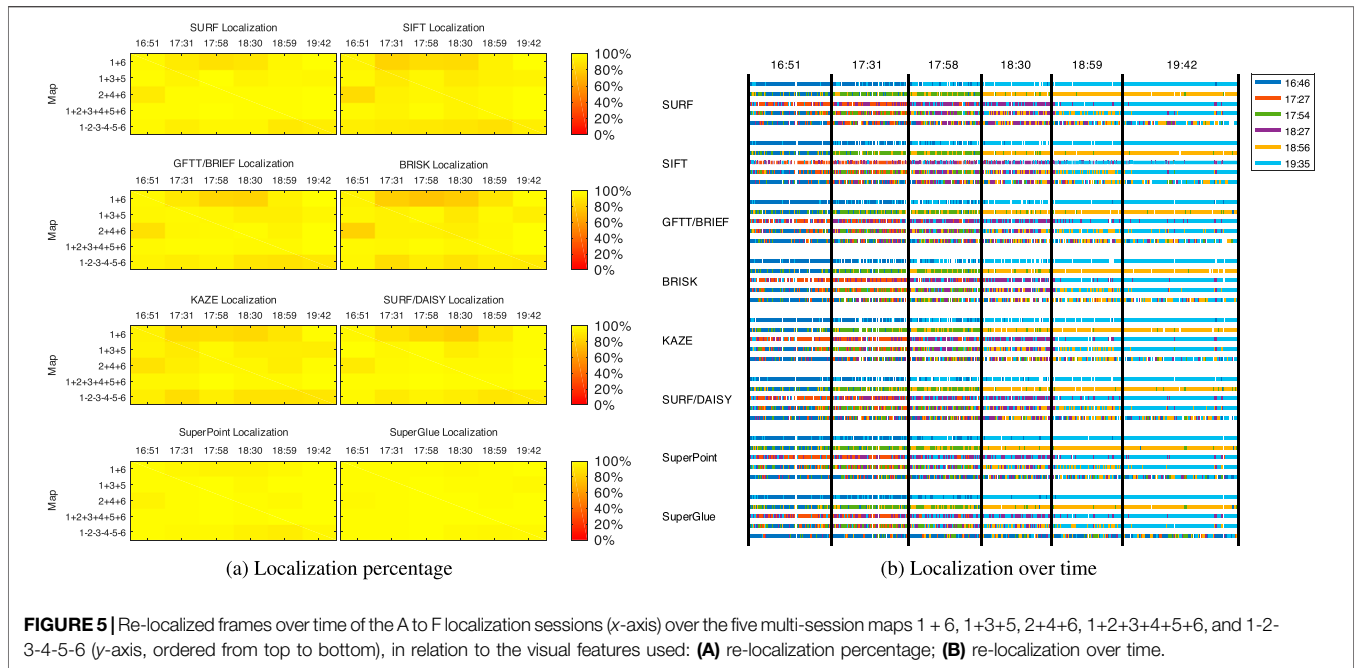 SURF Localization
16:51 17:31 17:58 18:30 18:59 19:42
SIFT Localization
16:51 17:31 17:58 18:30 18:59 19:42
Map
1+6
1+3+5
2+4+6
1+2+3+4+5+6
1-2-3-4-5-6
100%
80%
60%
40%
20%
0%
GFTT/BRIEF Localization
16:51 17:31 17:58 18:30 18:59 19:42
BRISK Localization
16:51 17:31 17:58 18:30 18:59 19:42
Map
1+6
1+3+5
2+4+6
1+2+3+4+5+6
1-2-3-4-5-6
100%
80%
60%
40%
20%
0%
KAZE Localization
16:51 17:31 17:58 18:30 18:59 19:42
SURF/DAISY Localization
16:51 17:31 17:58 18:30 18:59 19:42
Map
1+6
1+3+5
2+4+6
1+2+3+4+5+6
1-2-3-4-5-6
100%
80%
60%
40%
20%
0%
SuperPoint Localization
16:51 17:31 17:58 18:30 18:59 19:42
SuperGlue Localization
16:51 17:31 17:58 18:30 18:59 19:42
Map
1+6
1+3+5
2+4+6
1+2+3+4+5+6
1-2-3-4-5-6
100%
80%
60%
40%
20%
0%
(a) Localization percentage
16:51 17:31 17:58 18:30 18:59 19:42
SURF
SIFT
GFTT/BRIEF
BRISK
KAZE
SURF/DAISY
SuperPoint
SuperGlue
16:46
17:27
17:54
18:27
18:56
19:35
(b) Localization over time
FIGURE 5 | Re-localized frames over time of the A to F localization sessions (x-axis) over the five multi-session maps 1 + 6, 1+3+5, 2+4+6, 1+2+3+4+5+6, and 1-2-
3-4-5-6 (y-axis, ordered from top to bottom), in relation to the visual features used: (A) re-localization percentage; (B) re-localization over time.